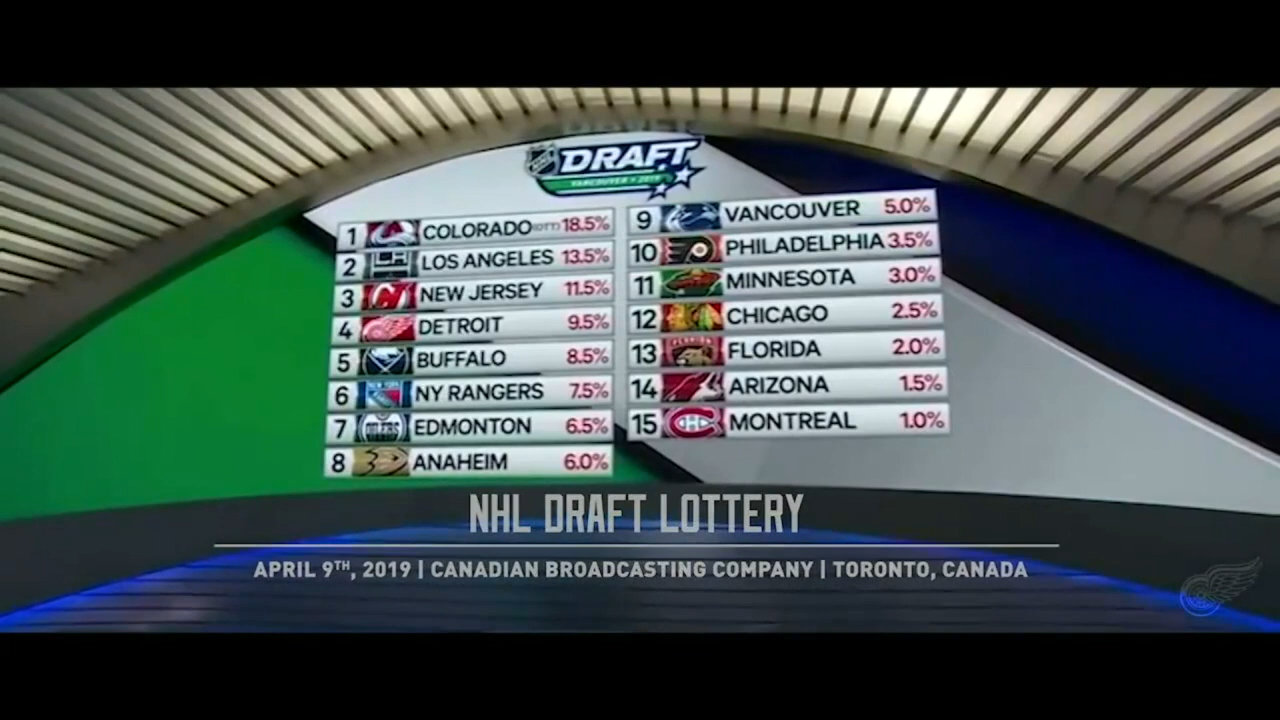 DRAFT
VANCOUVER • 2019
1 COLORADO (OTT) 18.5%
2 LOS ANGELES 13.5%
3 NEW JERSEY 11.5%
4 DETROIT 9.5%
5 BUFFALO 8.5%
6 NY RANGERS 7.5%
7 EDMONTON 6.5%
8 ANAHEIM 6.0%
9 VANCOUVER 5.0%
10 PHILADELPHIA 3.5%
11 MINNESOTA 3.0%
12 CHICAGO 2.5%
13 FLORIDA 2.0%
14 ARIZONA 1.5%
15 MONTREAL 1.0%
NHL DRAFT LOTTERY
APRIL 9TH, 2019 | CANADIAN BROADCASTING COMPANY | TORONTO, CANADA